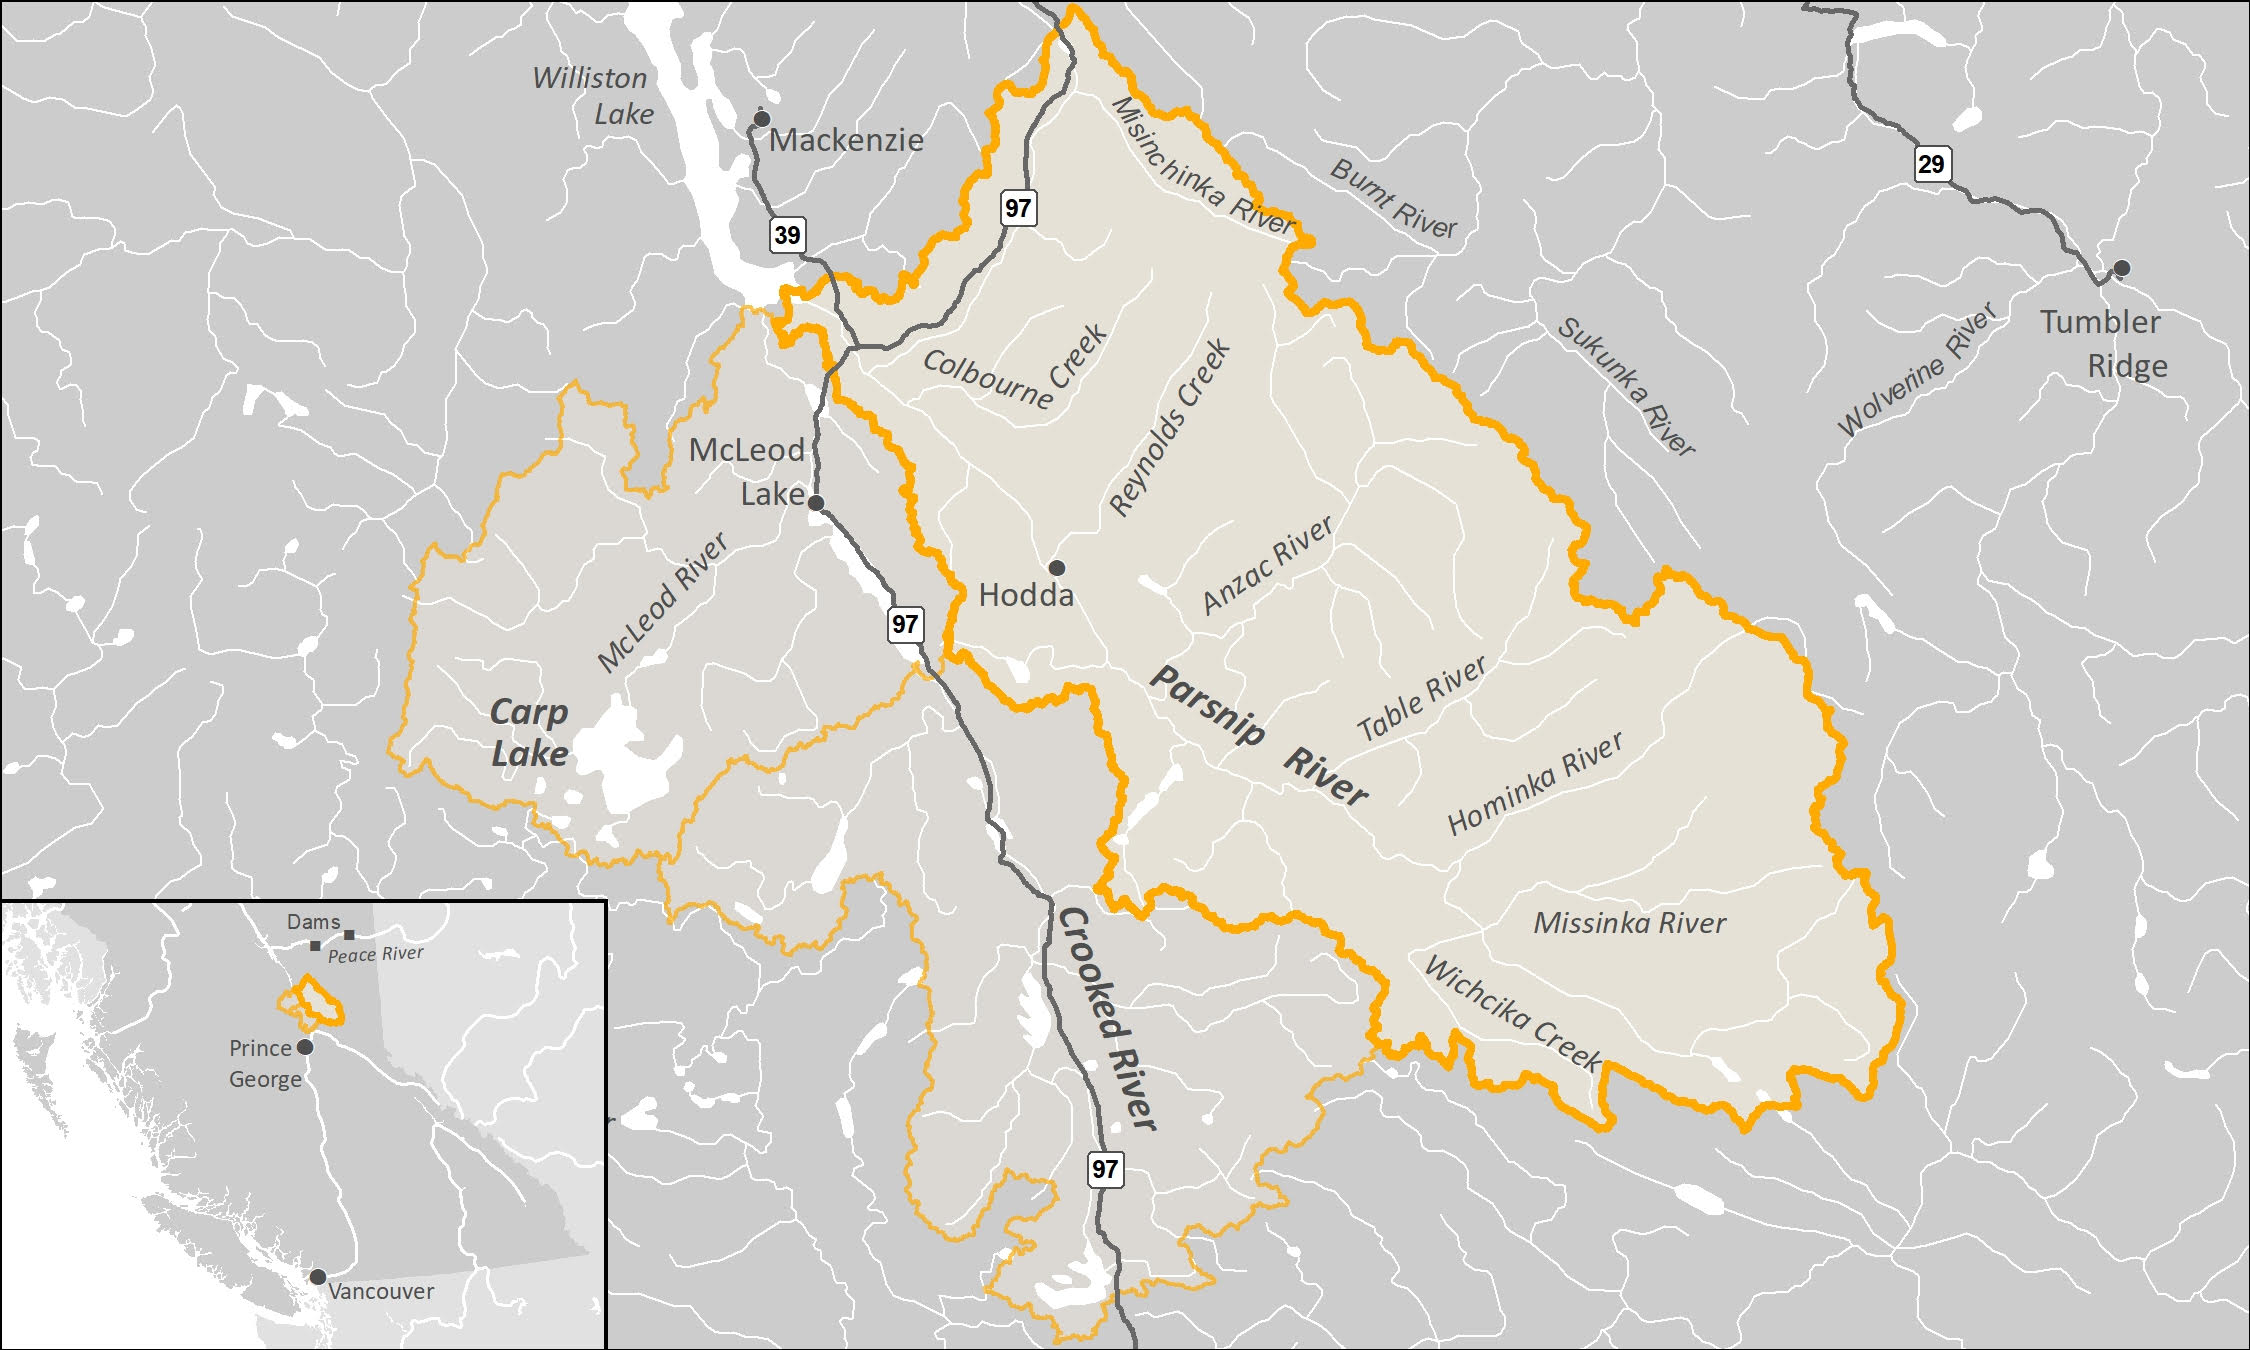 Williston
Lake
Mackenzie
39
97
Misinchinka River
Burnt River
29
Tumbler
Ridge
Wolverine River
Sukunka River
Colbourne Creek
Reynolds Creek
McLeod
Lake
McLeod River
Hodda
Anzac River
97
Carp
Lake
Parsnip River
Table River
Hominka River
Missinka River
Wichcika Creek
Crooked River
97
Dams
Peace River
Prince
George
Vancouver